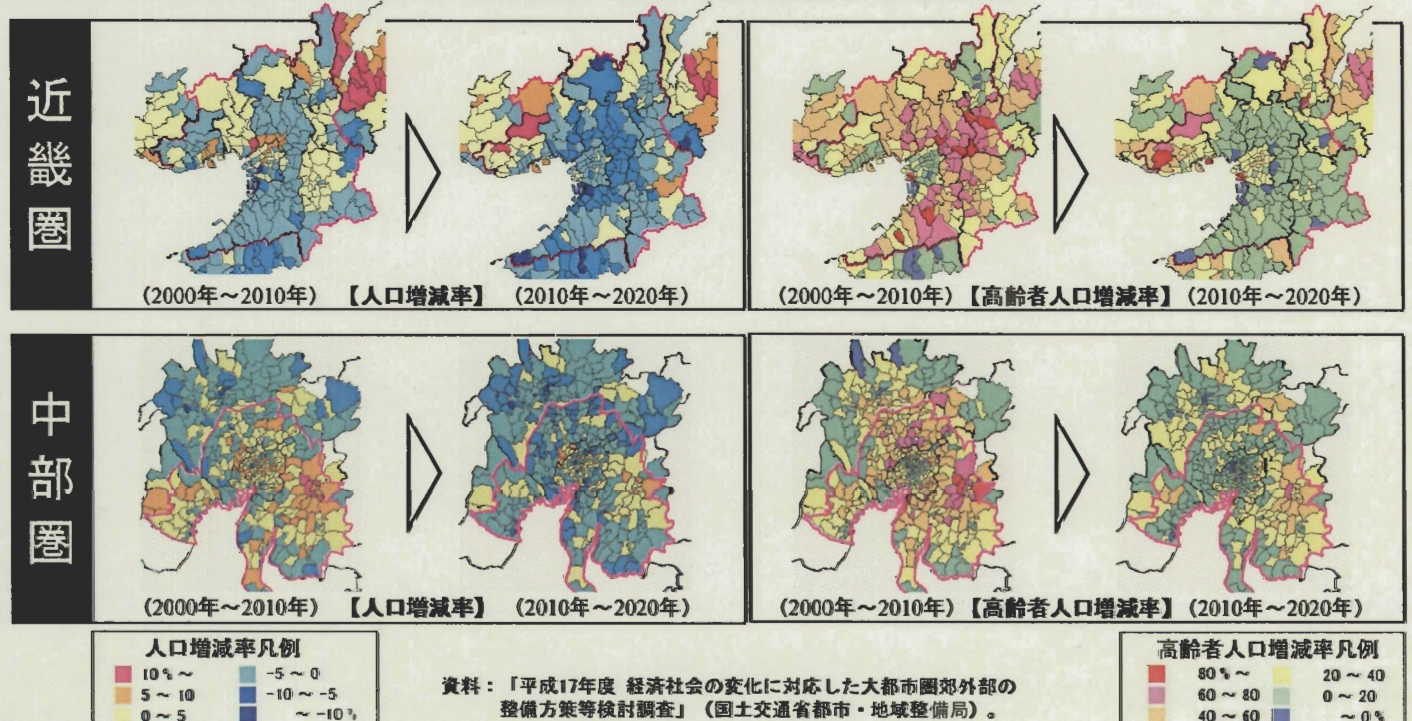 近畿圏
(2000年～2010年) 【人口増減率】 (2010年～2020年)
(2000年～2010年) 【高齢者人口増減率】 (2010年～2020年)
中部圏
(2000年～2010年) 【人口増減率】 (2010年～2020年)
(2000年～2010年) 【高齢者人口増減率】 (2010年～2020年)
人口増減率凡例
10%～ -5～0
5～10 -10～-5
0～5 ～-10%
資料：「平成17年度 経済社会の変化に対応した大都市圏郊外部の
整備方策等検討調査」（国土交通省都市・地域整備局）。
高齢者人口増減率凡例
80%～ 20～40
60～80 0～20
40～60 ～0%